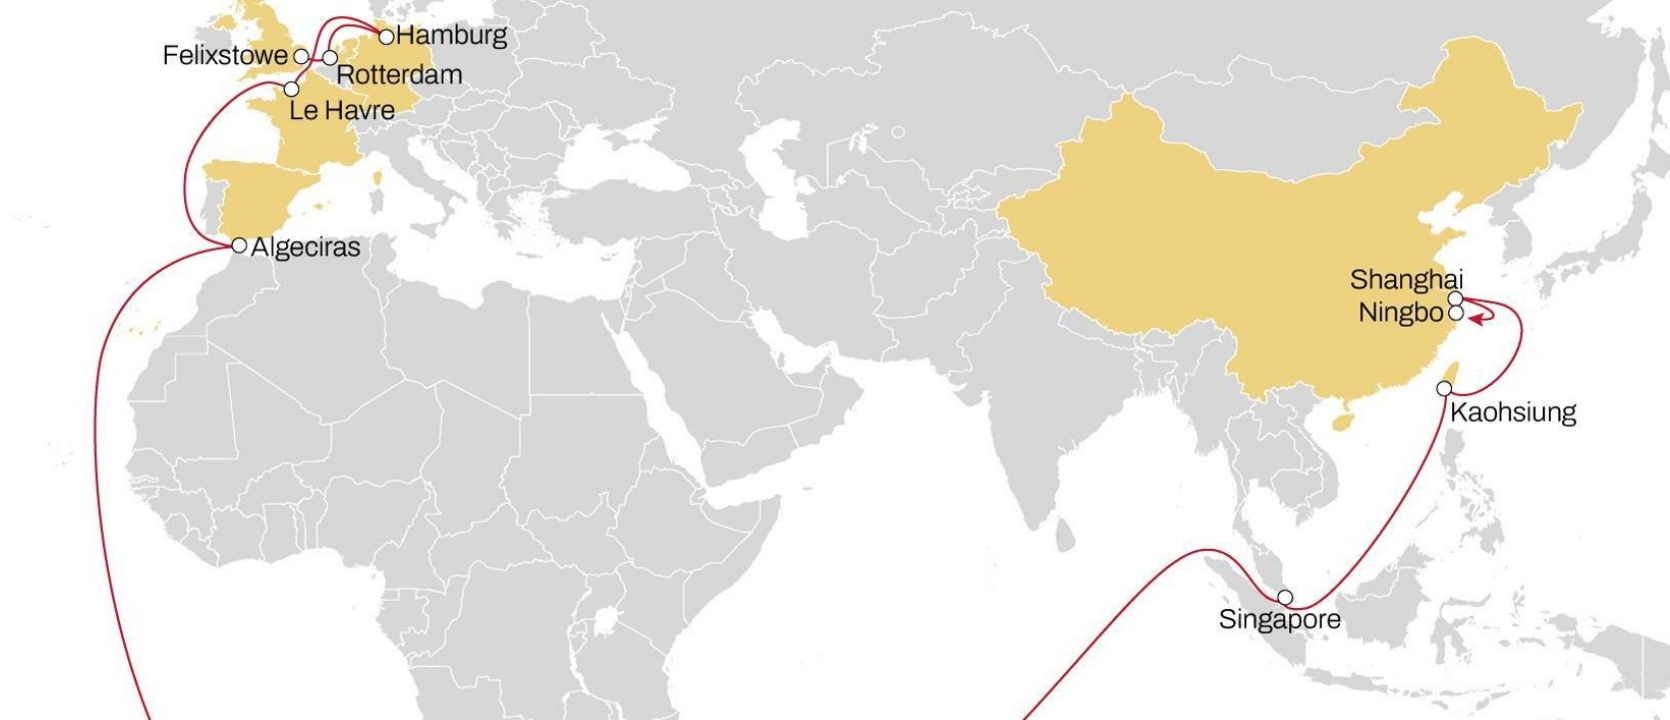 Hamburg
Felixstowe
Rotterdam
Le Havre
Algeciras
Shanghai
Ningbo
Kaohsiung
Singapore